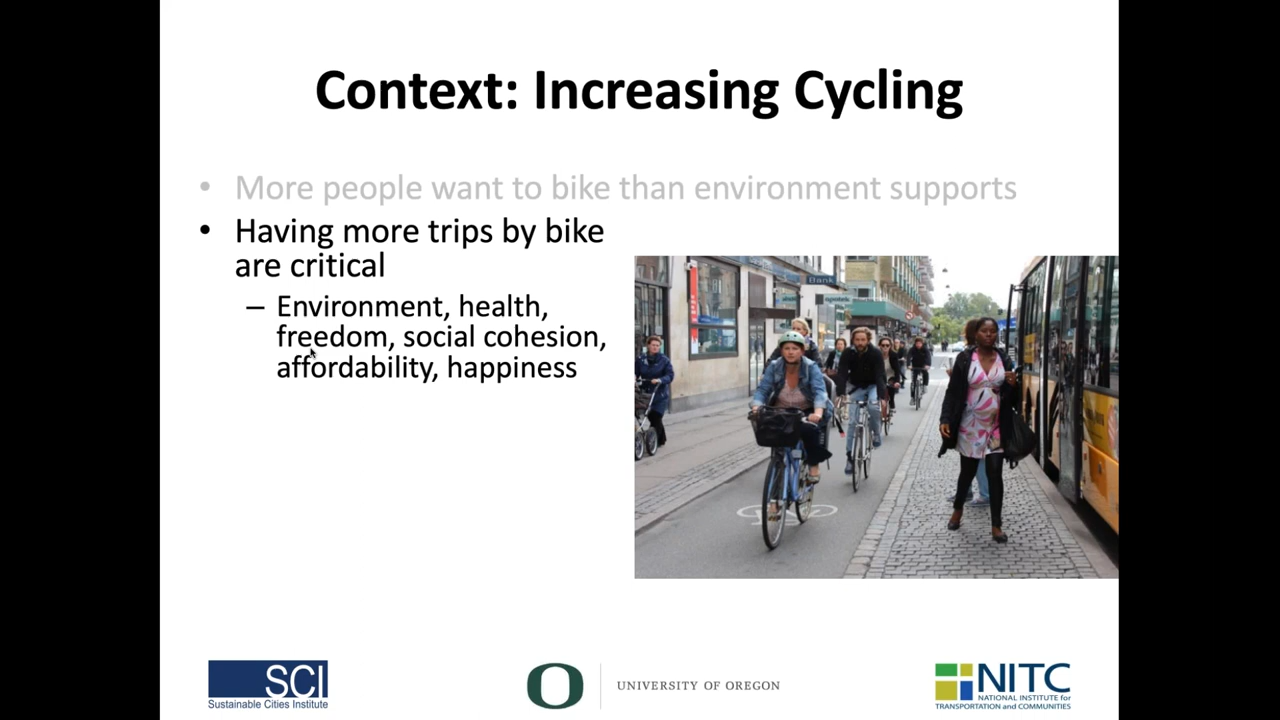 Context: Increasing Cycling
• More people want to bike than environment supports
• Having more trips by bike
are critical
– Environment, health,
freedom, social cohesion,
affordability, happiness
Bank
SCI
Sustainable Cities Institute
O
UNIVERSITY OF OREGON
NITC
NATIONAL INSTITUTE for
TRANSPORTATION and COMMUNITIES